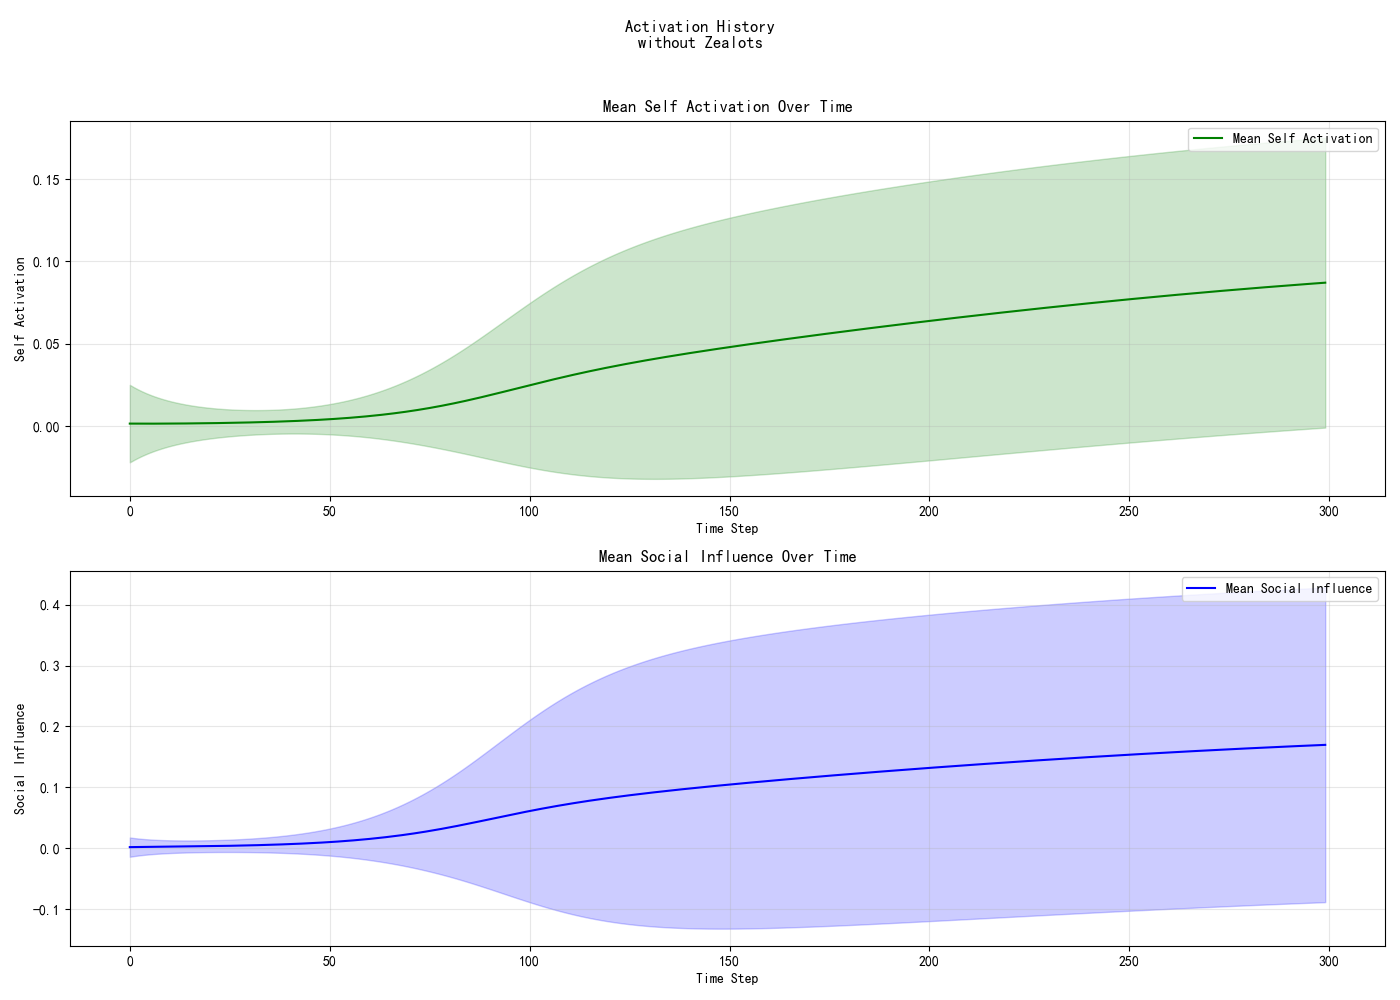 Activation History
without Zealots
Mean Self Activation Over Time
Mean Self Activation
Self Activation
0.15
0.10
0.05
0.00
0
50
100
150
200
250
300
Time Step
Mean Social Influence Over Time
Mean Social Influence
Social Influence
0.4
0.3
0.2
0.1
0.0
−0.1
0
50
100
150
200
250
300
Time Step